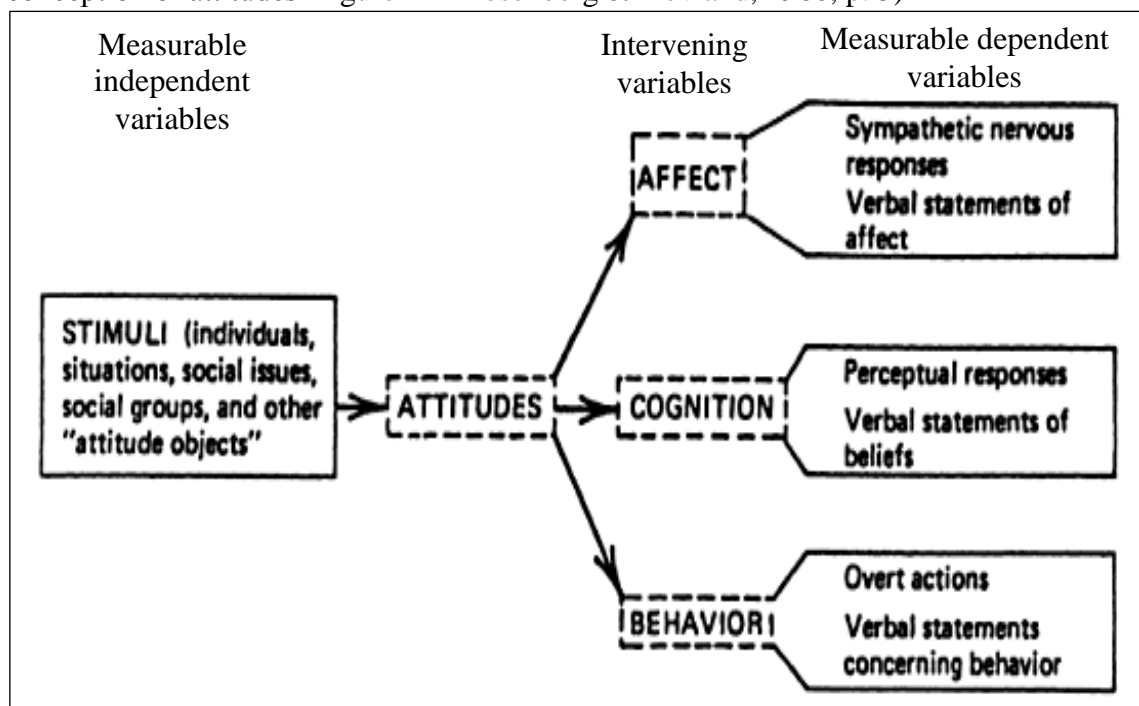 Measurable
independent
variables
Intervening
variables
Measurable dependent
variables
STIMULI (individuals,
situations, social issues,
social groups, and other
"attitude objects"
ATTITUDES
AFFECT
Sympathetic nervous
responses
Verbal statements of
affect
COGNITION
Perceptual responses
Verbal statements of
beliefs
BEHAVIOR
Overt actions
Verbal statements
concerning behavior